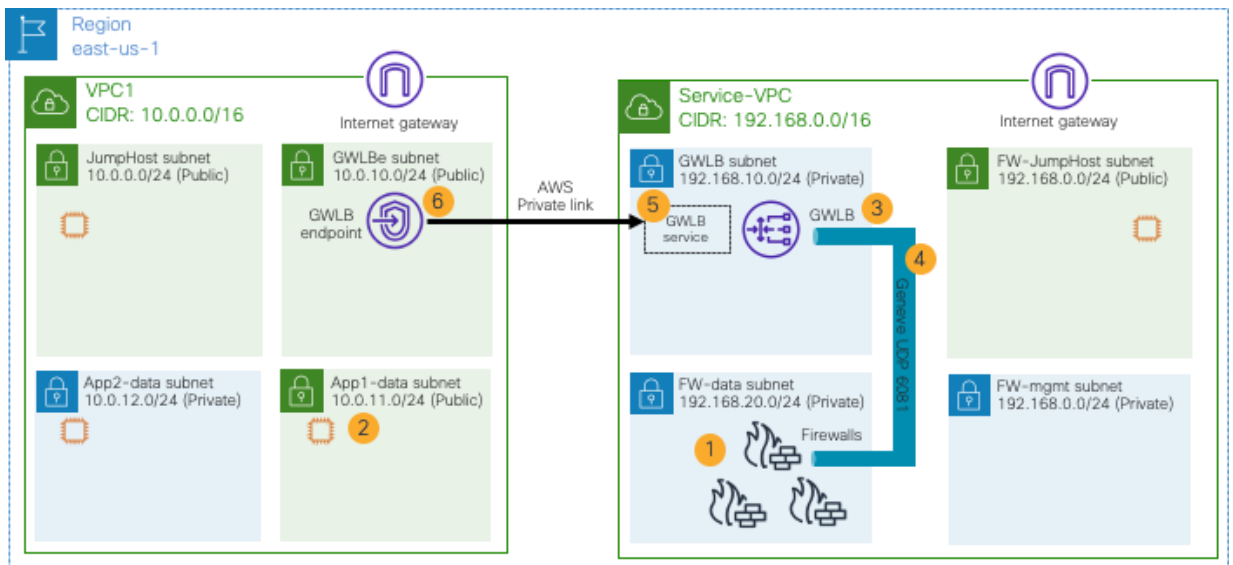 Region
east-us-1
VPC1
CIDR: 10.0.0.0/16
Internet gateway
JumpHost subnet
10.0.0.0/24 (Public)
GWLBe subnet
10.0.10.0/24 (Public)
GWLB
endpoint
6
App2-data subnet
10.0.12.0/24 (Private)
App1-data subnet
10.0.11.0/24 (Public)
2
AWS
Private link
Service-VPC
CIDR: 192.168.0.0/16
Internet gateway
GWLB subnet
192.168.10.0/24 (Private)
5
GWLB
service
GWLB
3
4
Geneve UDP 6081
FW-JumpHost subnet
192.168.0.0/24 (Public)
FW-data subnet
192.168.20.0/24 (Private)
1
Firewalls
FW-mgmt subnet
192.168.0.0/24 (Private)